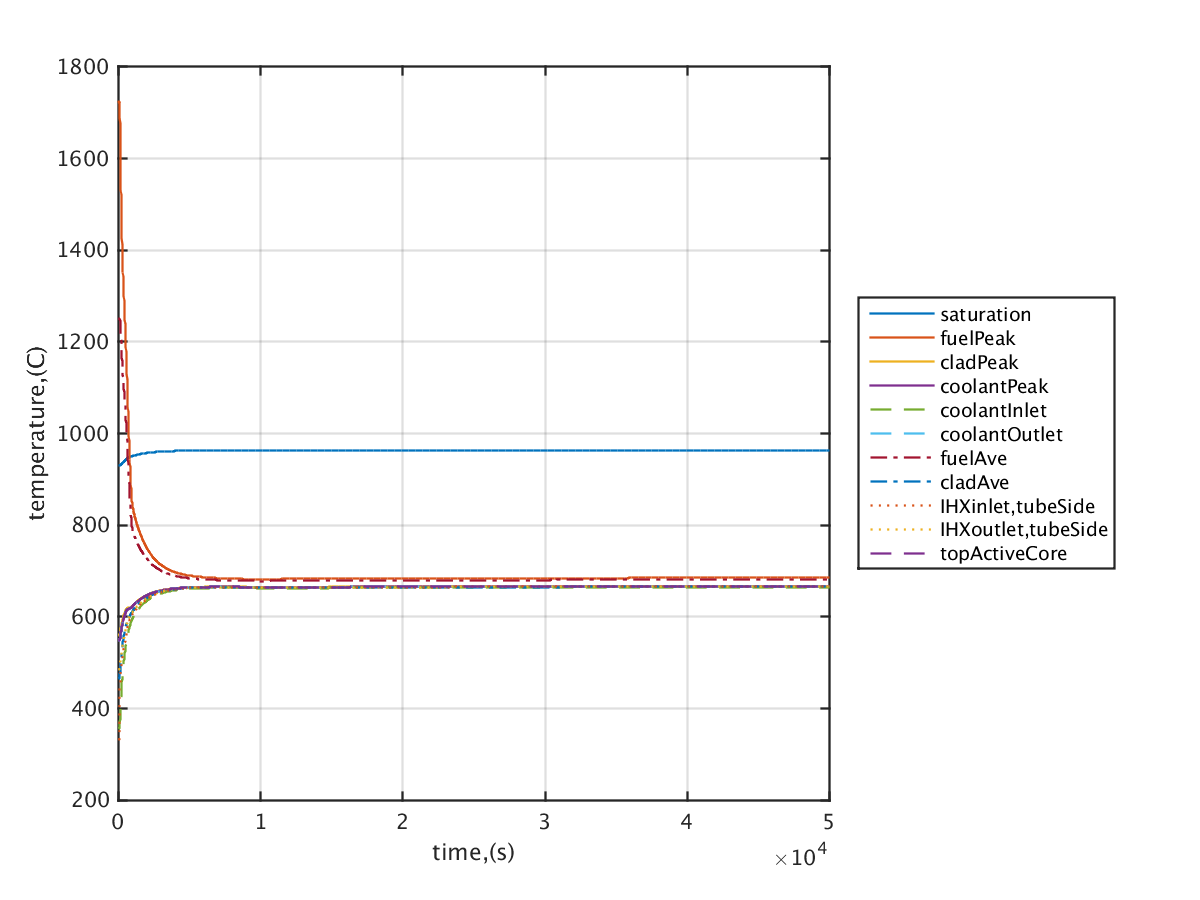 1800
1600
1400
1200
1000
800
600
400
200
temperature,(C)
0 1 2 3 4 5
time,(s)
×10^4
saturation
fuelPeak
cladPeak
coolantPeak
coolantInlet
coolantOutlet
fuelAve
cladAve
IHXinlet,tubeSide
IHXoutlet,tubeSide
topActiveCore